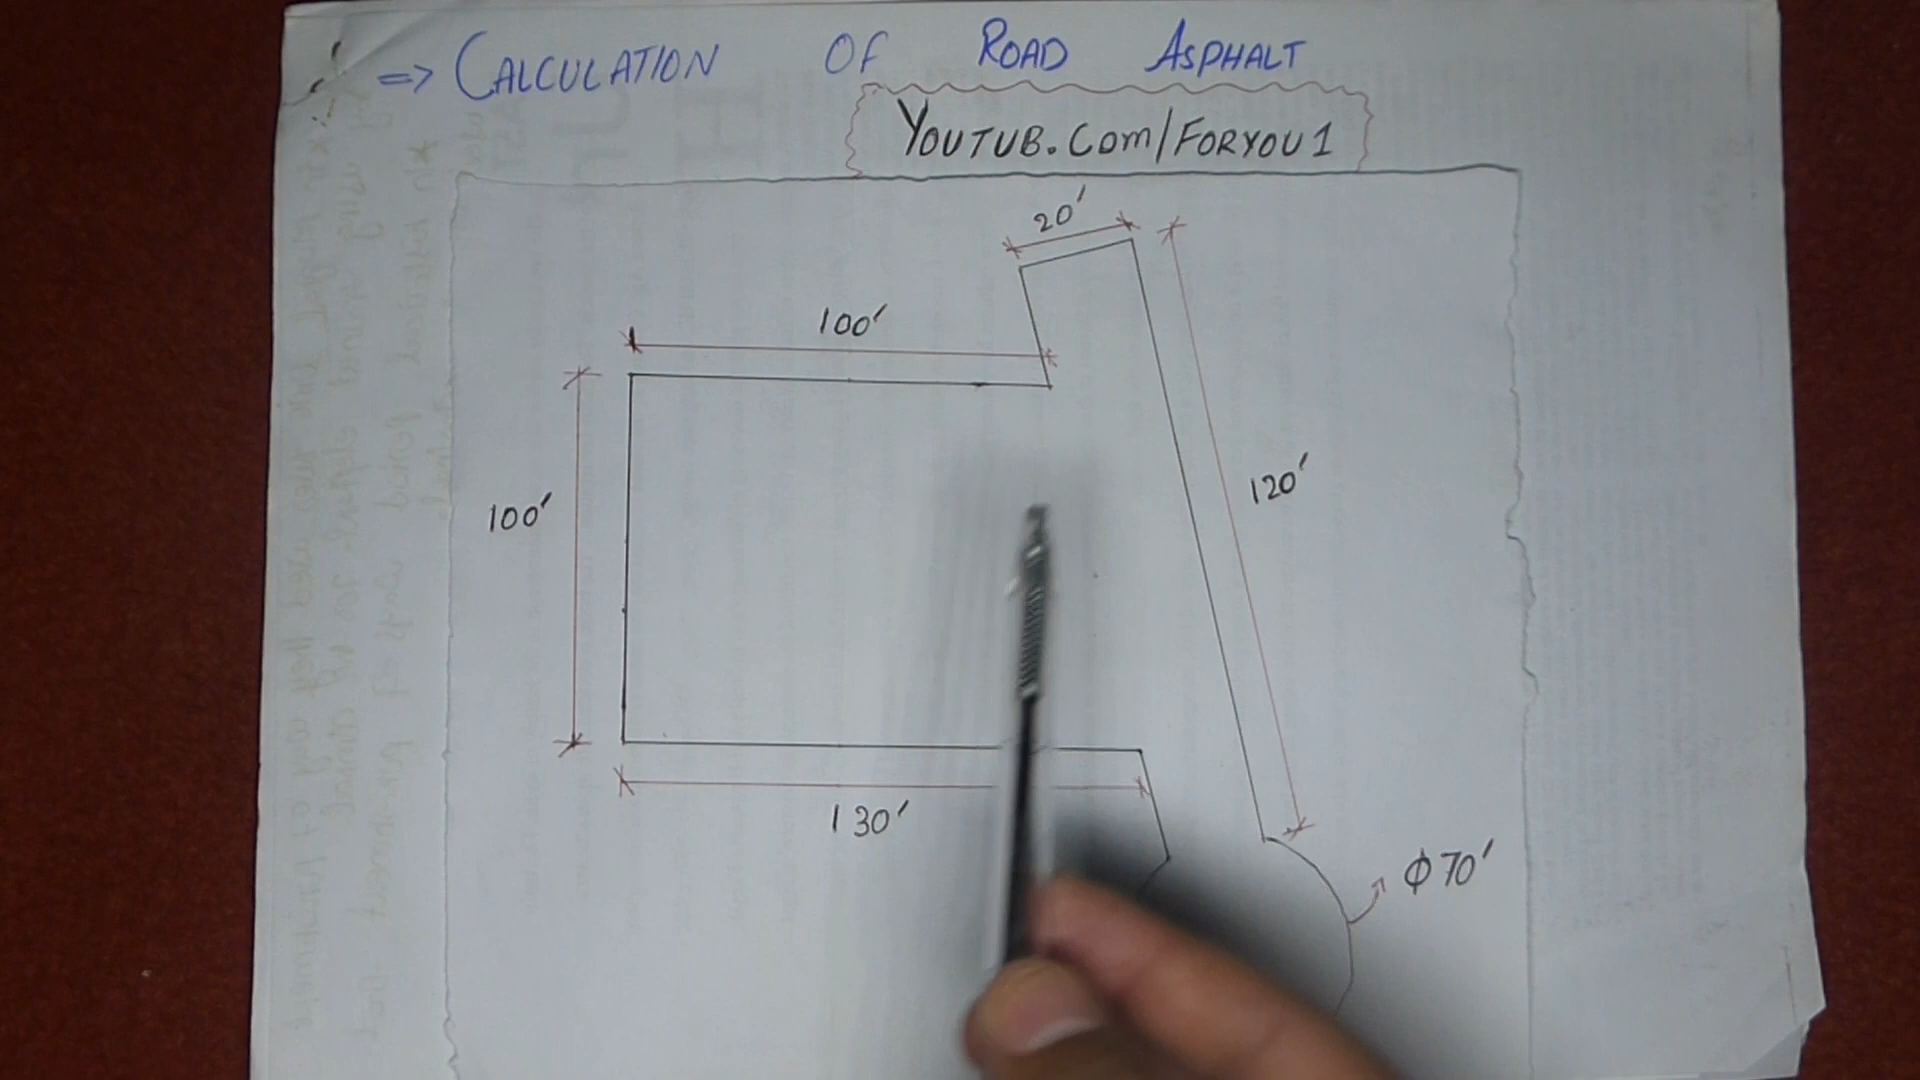 => CALCULATION OF ROAD ASPHALT
YOUTUB.COM/FORYOU1
20'
100'
100'
120'
130'
Φ70'